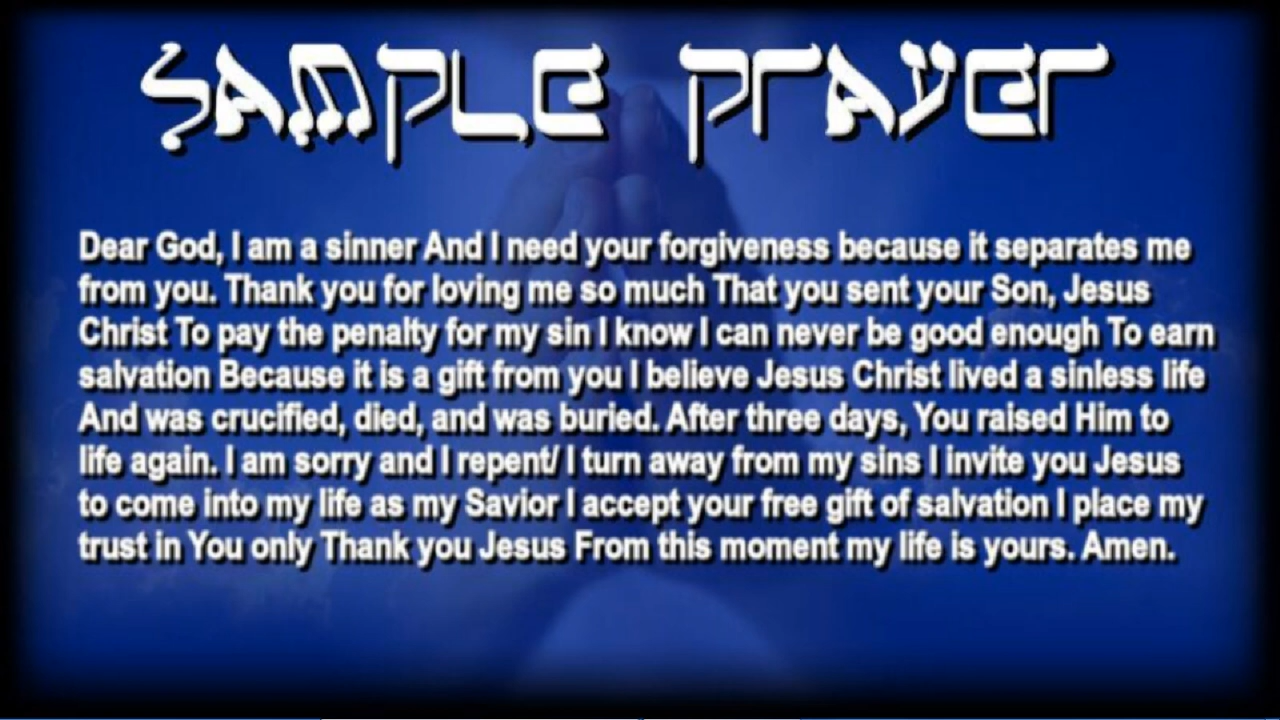 SAMPLE PRAYER
Dear God, I am a sinner And I need your forgiveness because it separates me
from you. Thank you for loving me so much That you sent your Son, Jesus
Christ To pay the penalty for my sin I know I can never be good enough To earn
salvation Because it is a gift from you I believe Jesus Christ lived a sinless life
And was crucified, died, and was buried. After three days, You raised Him to
life again. I am sorry and I repent/ I turn away from my sins I invite you Jesus
to come into my life as my Savior I accept your free gift of salvation I place my
trust in You only Thank you Jesus From this moment my life is yours. Amen.